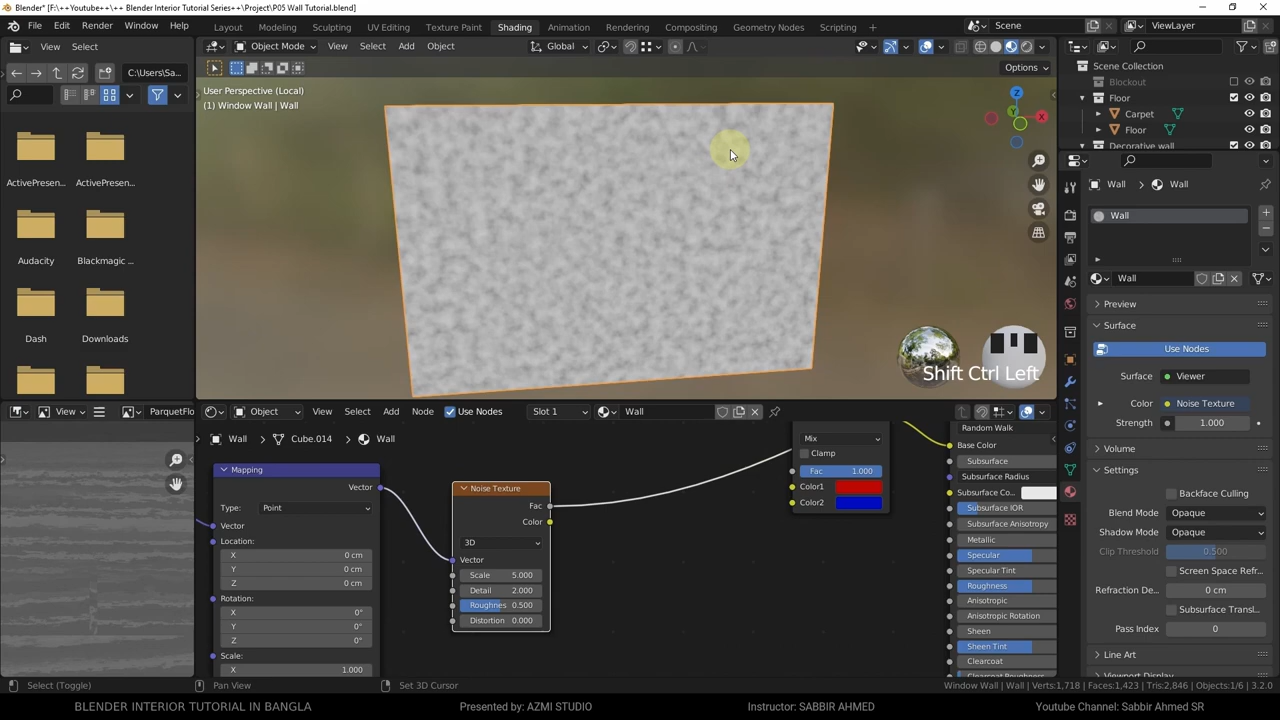 Blender* [F:\++Youtube++\++ Blender Interior Tutorial Series++\Project\P05 Wall Tutorial.blend]
File Edit Render Window Help
Layout Modeling Sculpting UV Editing Texture Paint Shading Animation Rendering Compositing Geometry Nodes Scripting
Scene ViewLayer
View Select
Object Mode View Select Add Object Global
Options
C:\Users\Sa...
ActivePresen... ActivePresen...
Audacity Blackmagic ...
Dash Downloads
User Perspective (Local)
(1) Window Wall | Wall
Z
Y
X
Shift Ctrl Left
Scene Collection
Blockout
Floor
Carpet
Floor
Decorative wall
Wall Wall
Wall
Wall
Preview
Surface
Use Nodes
Surface Viewer
Color Noise Texture
Strength 1.000
Volume
Settings
Backface Culling
Blend Mode Opaque
Shadow Mode Opaque
Clip Threshold 0.500
Screen Space Refr...
Refraction De... 0 cm
Subsurface Transl...
Pass Index 0
Line Art
Viewport Display
View ParquetFlo
Object View Select Add Node Use Nodes Slot 1 Wall
Wall Cube.014 Wall
Mapping
Vector
Type: Point
Vector
Location:
X 0 cm
Y 0 cm
Z 0 cm
Rotation:
X 0°
Y 0°
Z 0°
Scale:
X 1.000
Noise Texture
Fac
Color
3D
Vector
Scale 5.000
Detail 2.000
Roughnes 0.500
Distortion 0.000
Mix
Clamp
Fac 1.000
Color1
Color2
Random Walk
Base Color
Subsurface
Subsurface Radius
Subsurface Co...
Subsurface IOR
Subsurface Anisotropy
Metallic
Specular
Specular Tint
Roughness
Anisotropic
Anisotropic Rotation
Sheen
Sheen Tint
Clearcoat
Clearcoat Roughness
Select (Toggle) Pan View Set 3D Cursor Window Wall | Wall | Verts:1,718 | Faces:1,423 | Tris:2,846 | Objects:1/6 | 3.2.0
BLENDER INTERIOR TUTORIAL IN BANGLA Presented by: AZMI STUDIO Instructor: SABBIR AHMED Youtube Channel: Sabbir Ahmed SR